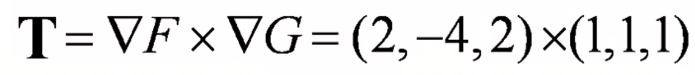 T = ∇F × ∇G = (2,−4,2)×(1,1,1)